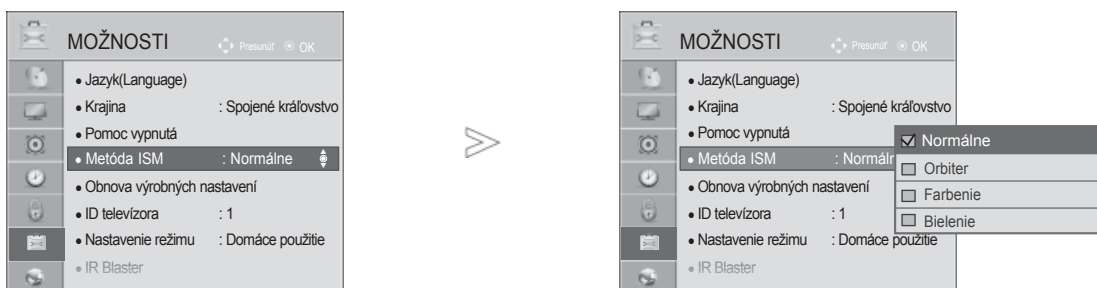 MOŽNOSTI Presunúť OK
• Jazyk(Language)
• Krajina : Spojené kráľovstvo
• Pomoc vypnutá
• Metóda ISM : Normálne
• Obnova výrobných nastavení
• ID televízora : 1
• Nastavenie režimu : Domáce použitie
• IR Blaster
MOŽNOSTI Presunúť OK
• Jazyk(Language)
• Krajina : Spojené kráľovstvo
• Pomoc vypnutá
• Metóda ISM : Normáln
• Obnova výrobných nastavení
• ID televízora : 1
• Nastavenie režimu : Domáce použitie
• IR Blaster
Normálne
Orbiter
Farbenie
Bielenie